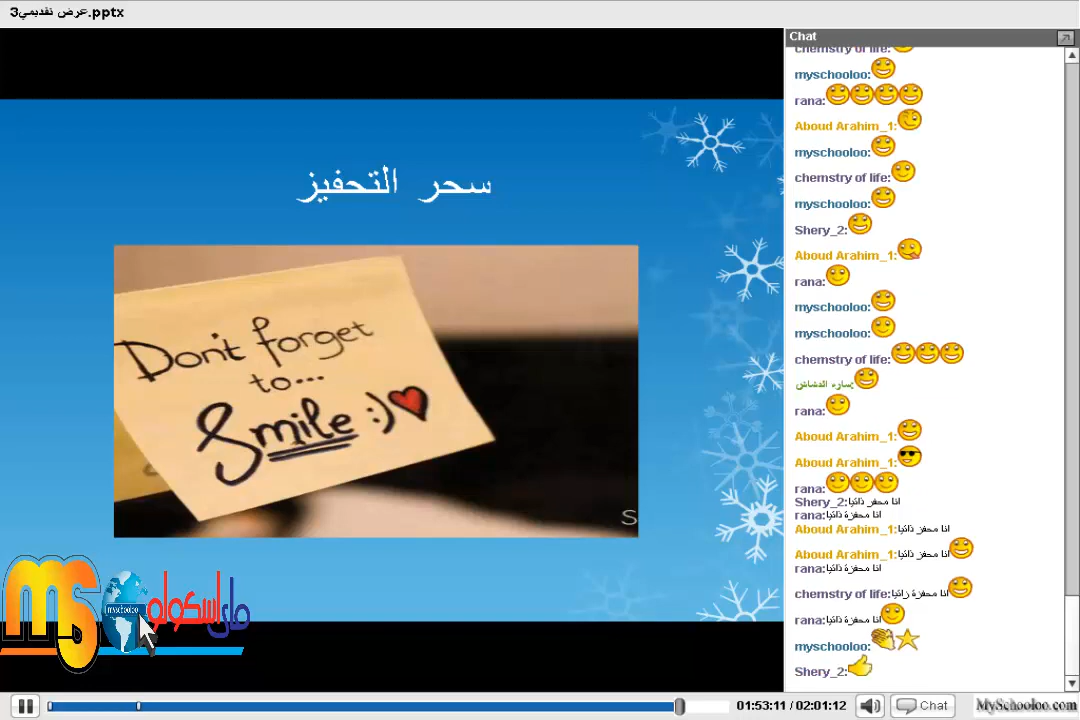 عرض تقديمي3.pptx
سحر التحفيز
Don't forget
to...
Smile :)
S
ms
myschooloo
ماى اسكولو
Chat
chemstry of life:
myschooloo:
rana:
Aboud Arahim_1:
myschooloo:
chemstry of life:
myschooloo:
Shery_2:
Aboud Arahim_1:
rana:
myschooloo:
myschooloo:
chemstry of life:
rana:
Aboud Arahim_1:
Aboud Arahim_1:
rana:
Shery_2: انا محفز ذاتيا
rana: انا محفزة ذاتيا
Aboud Arahim_1: انا محفز ذاتيا
Aboud Arahim_1: انا محفز ذاتيا
rana: انا محفزة ذاتيا
chemstry of life: انا محفزة زاتيا
rana: انا محفزة ذاتيا
myschooloo:
Shery_2:
01:53:11 / 02:01:12
Chat
MySchooloo.com